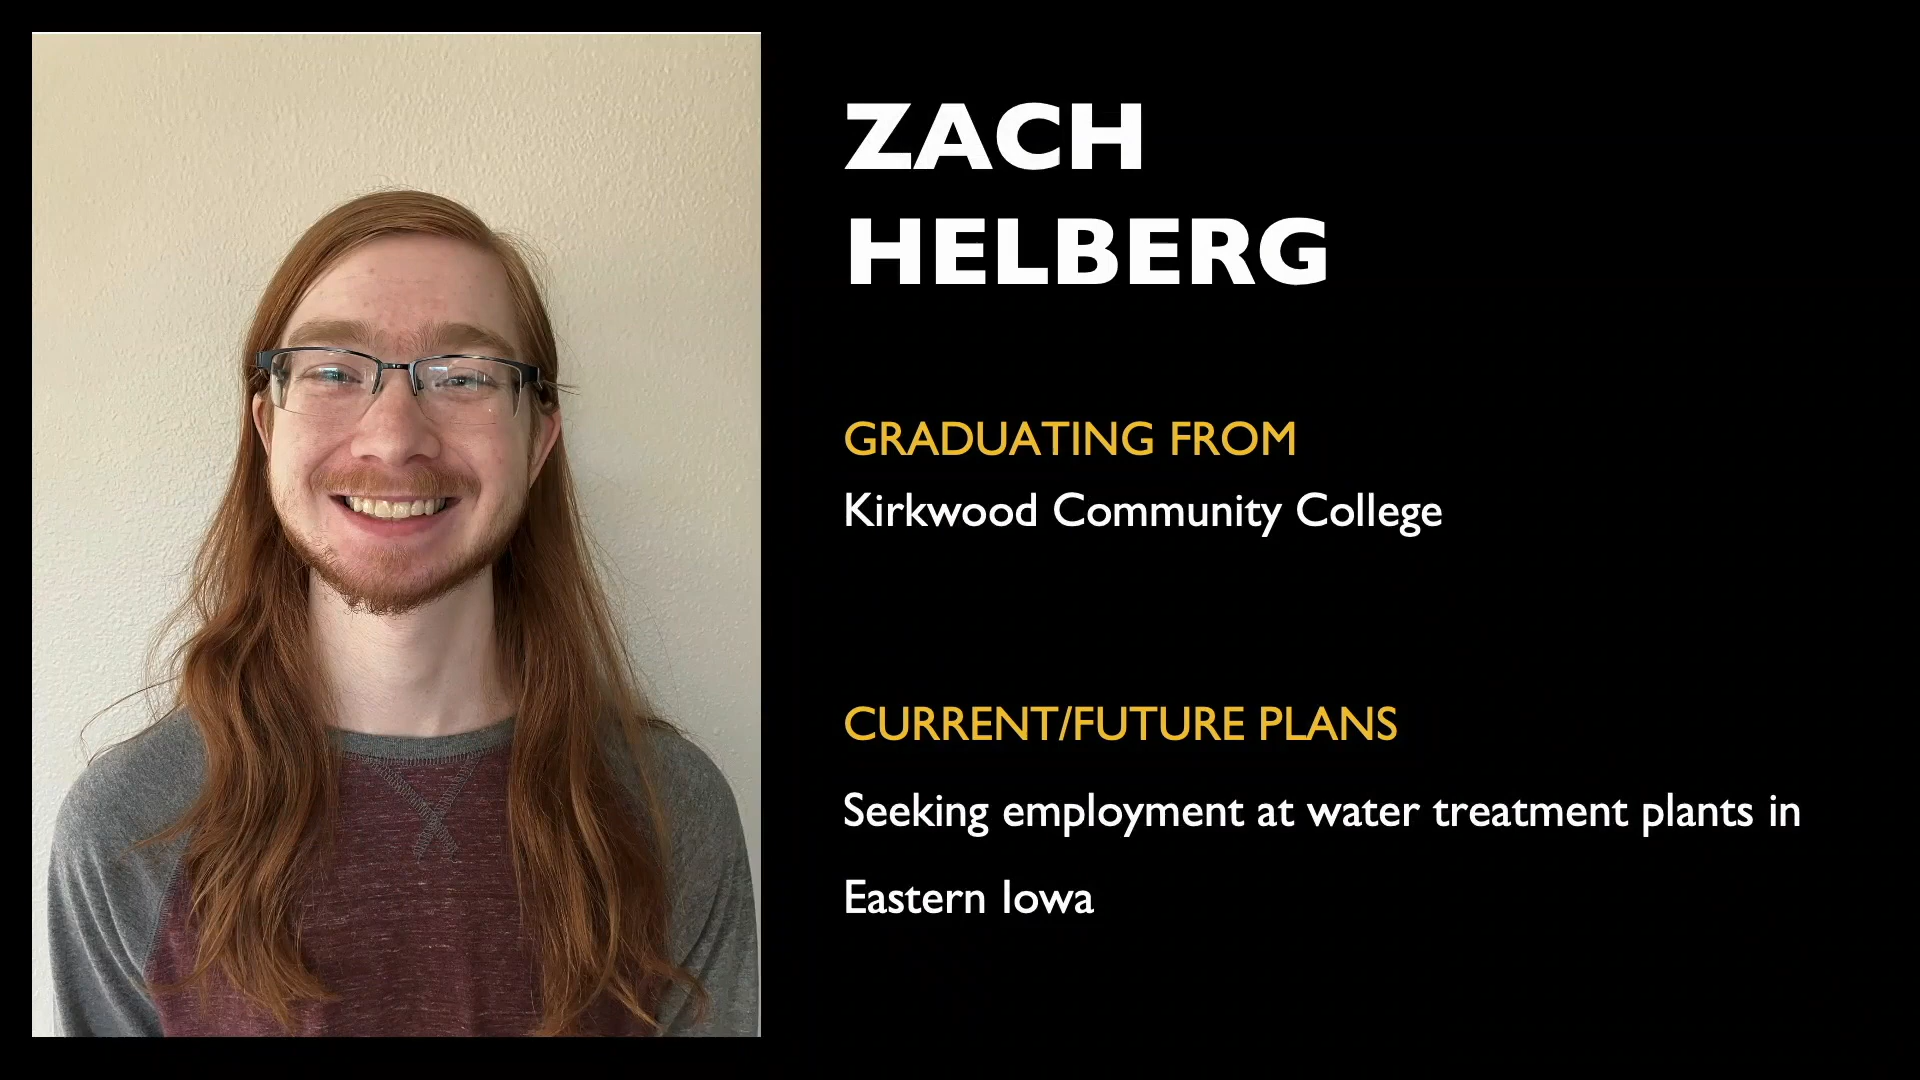 ZACH
HELBERG
GRADUATING FROM
Kirkwood Community College
CURRENT/FUTURE PLANS
Seeking employment at water treatment plants in
Eastern Iowa